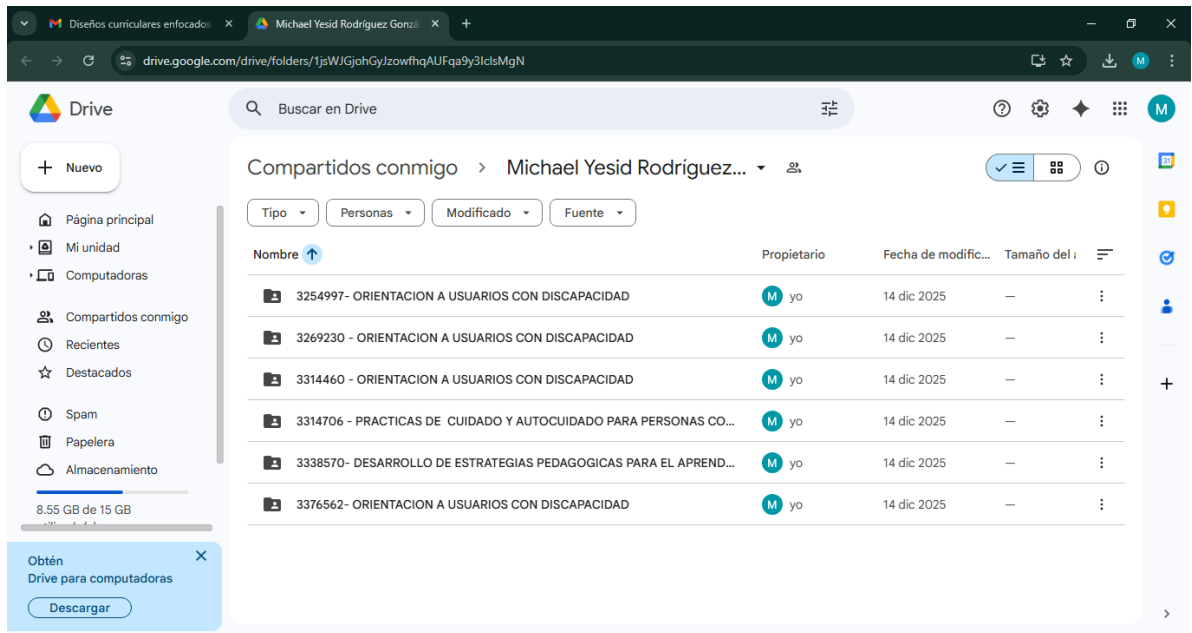 Diseños curriculares enfocados
Michael Yesid Rodríguez Gonzá
drive.google.com/drive/folders/1jsWJGjohGyJzowfhqAUFqa9y3IclsMgN
M
Drive
Buscar en Drive
M
Nuevo
Compartidos conmigo > Michael Yesid Rodríguez...
31
Tipo Personas Modificado Fuente
Página principal
Mi unidad
Computadoras
Compartidos conmigo
Recientes
Destacados
Spam
Papelera
Almacenamiento
8.55 GB de 15 GB
Obtén
Drive para computadoras
Descargar
Nombre Propietario Fecha de modific... Tamaño del
3254997- ORIENTACION A USUARIOS CON DISCAPACIDAD M yo 14 dic 2025 —
3269230 - ORIENTACION A USUARIOS CON DISCAPACIDAD M yo 14 dic 2025 —
3314460 - ORIENTACION A USUARIOS CON DISCAPACIDAD M yo 14 dic 2025 —
3314706 - PRACTICAS DE CUIDADO Y AUTOCUIDADO PARA PERSONAS CO... M yo 14 dic 2025 —
3338570- DESARROLLO DE ESTRATEGIAS PEDAGOGICAS PARA EL APREND... M yo 14 dic 2025 —
3376562- ORIENTACION A USUARIOS CON DISCAPACIDAD M yo 14 dic 2025 —